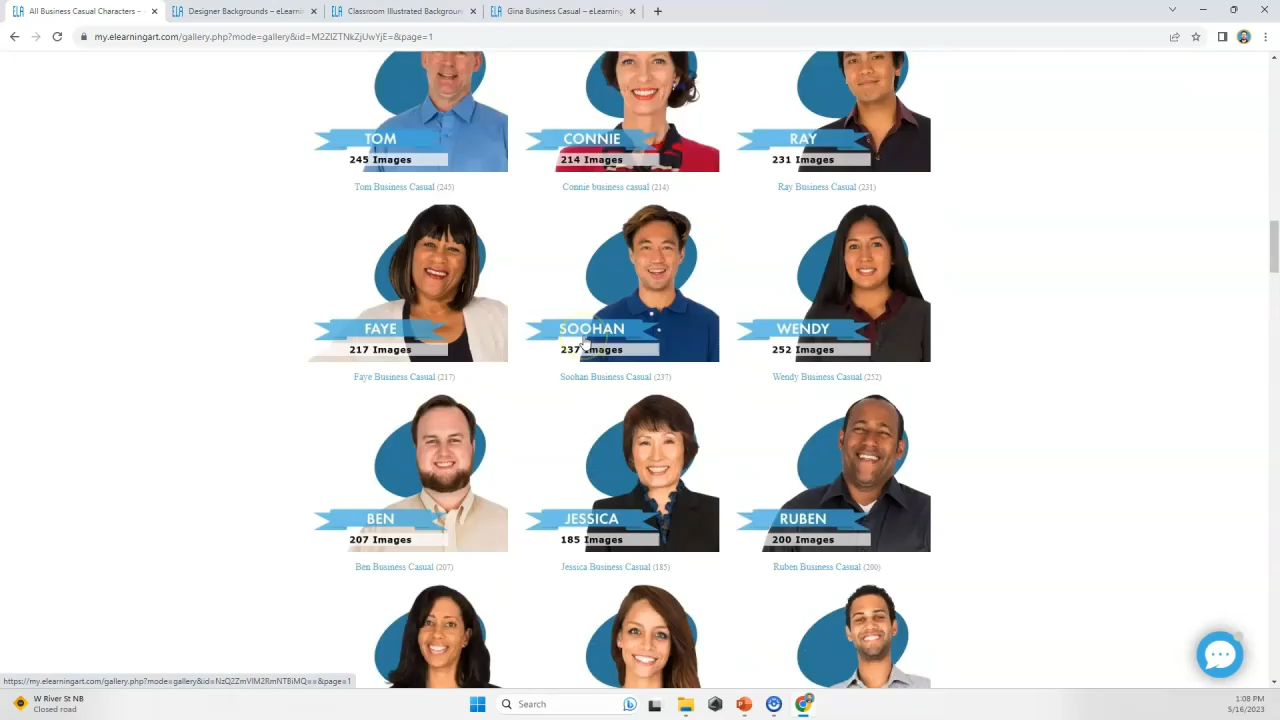 All Business Casual Characters -
Designer Backgrounds – eLearni
Classroom Illustrated Background
Gina Business Casual – eLearning
my.elearningart.com/gallery.php?mode=gallery&id=M2ZlZTNkZjUwYjE=&page=1
TOM
CONNIE
RAY
245 Images
214 Images
231 Images
Tom Business Casual (245)
Connie business casual (214)
Ray Business Casual (231)
FAYE
SOOHAN
WENDY
217 Images
237 Images
252 Images
Faye Business Casual (217)
Soohan Business Casual (237)
Wendy Business Casual (252)
BEN
JESSICA
RUBEN
207 Images
185 Images
200 Images
Ben Business Casual (207)
Jessica Business Casual (185)
Ruben Business Casual (200)
https://my.elearningart.com/gallery.php?mode=gallery&id=NzQ2ZmVlM2RmNTBiMQ==&page=1
W River St NB
Closed road
Search
1:08 PM
5/16/2023